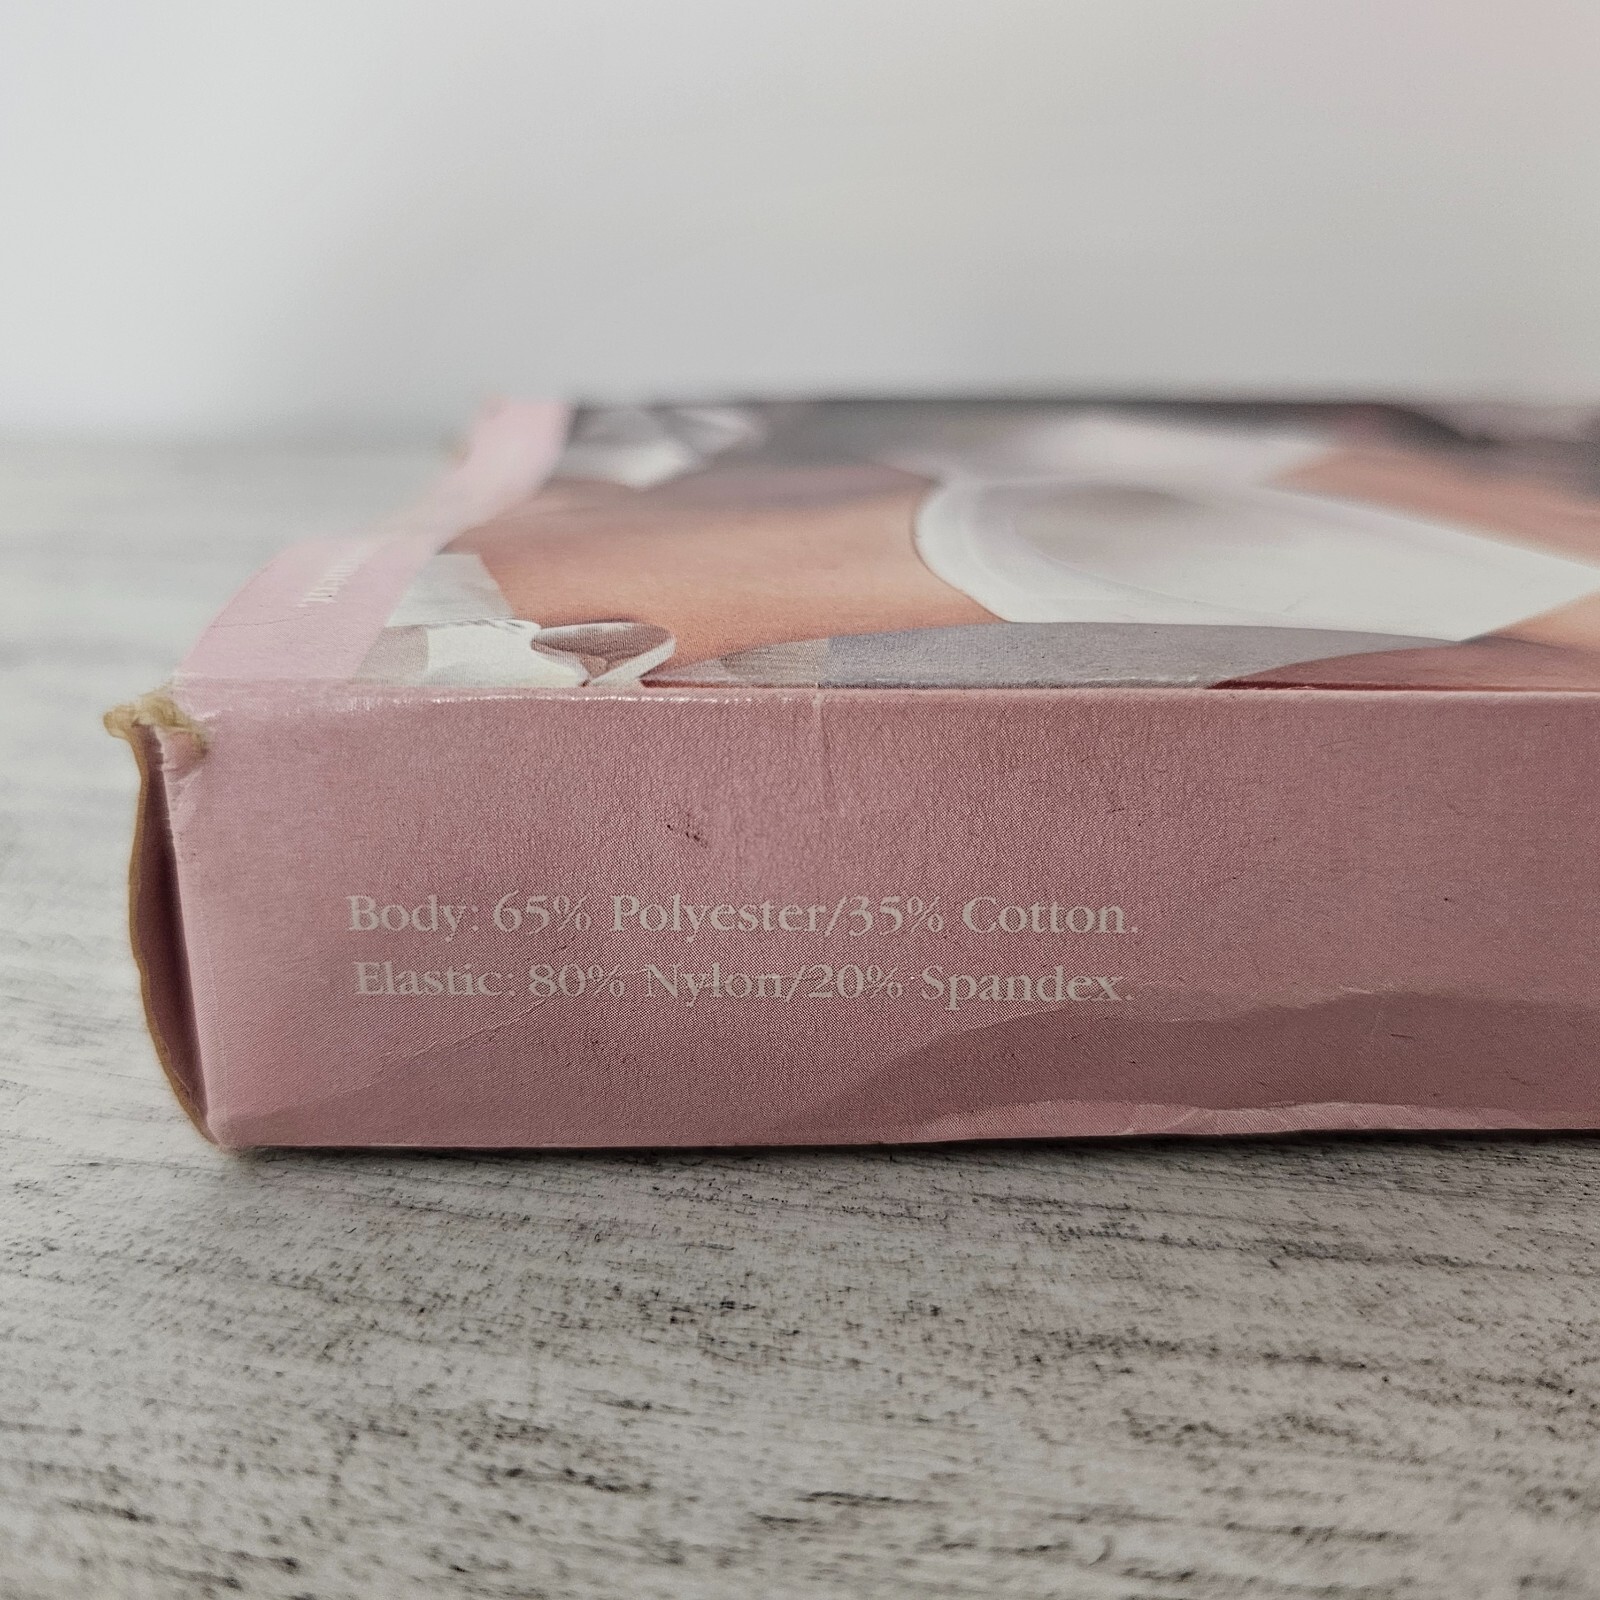 Body: 65% Polyester/35% Cotton.
Elastic: 80% Nylon/20% Spandex.